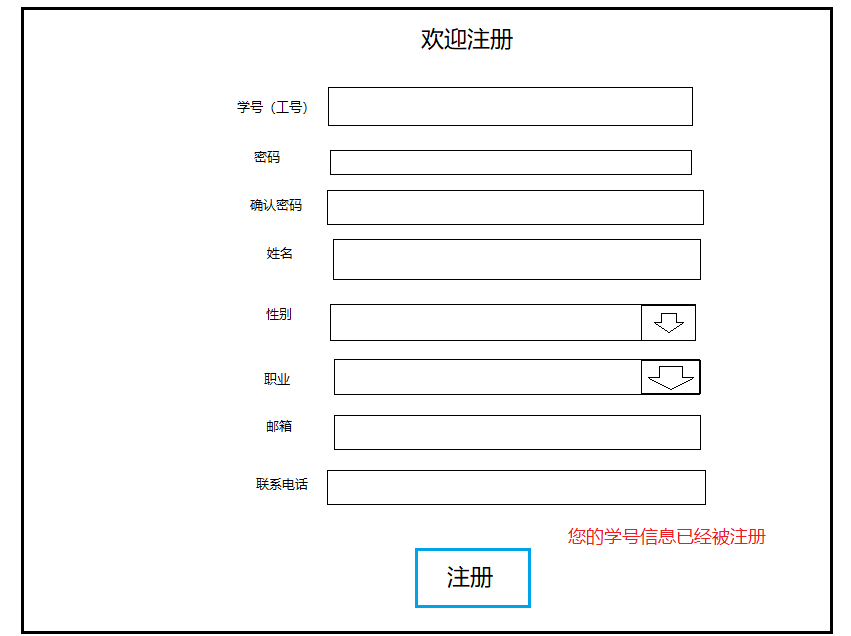 欢迎注册
学号（工号）
密码
确认密码
姓名
性别
职业
邮箱
联系电话
您的学号信息已经被注册
注册